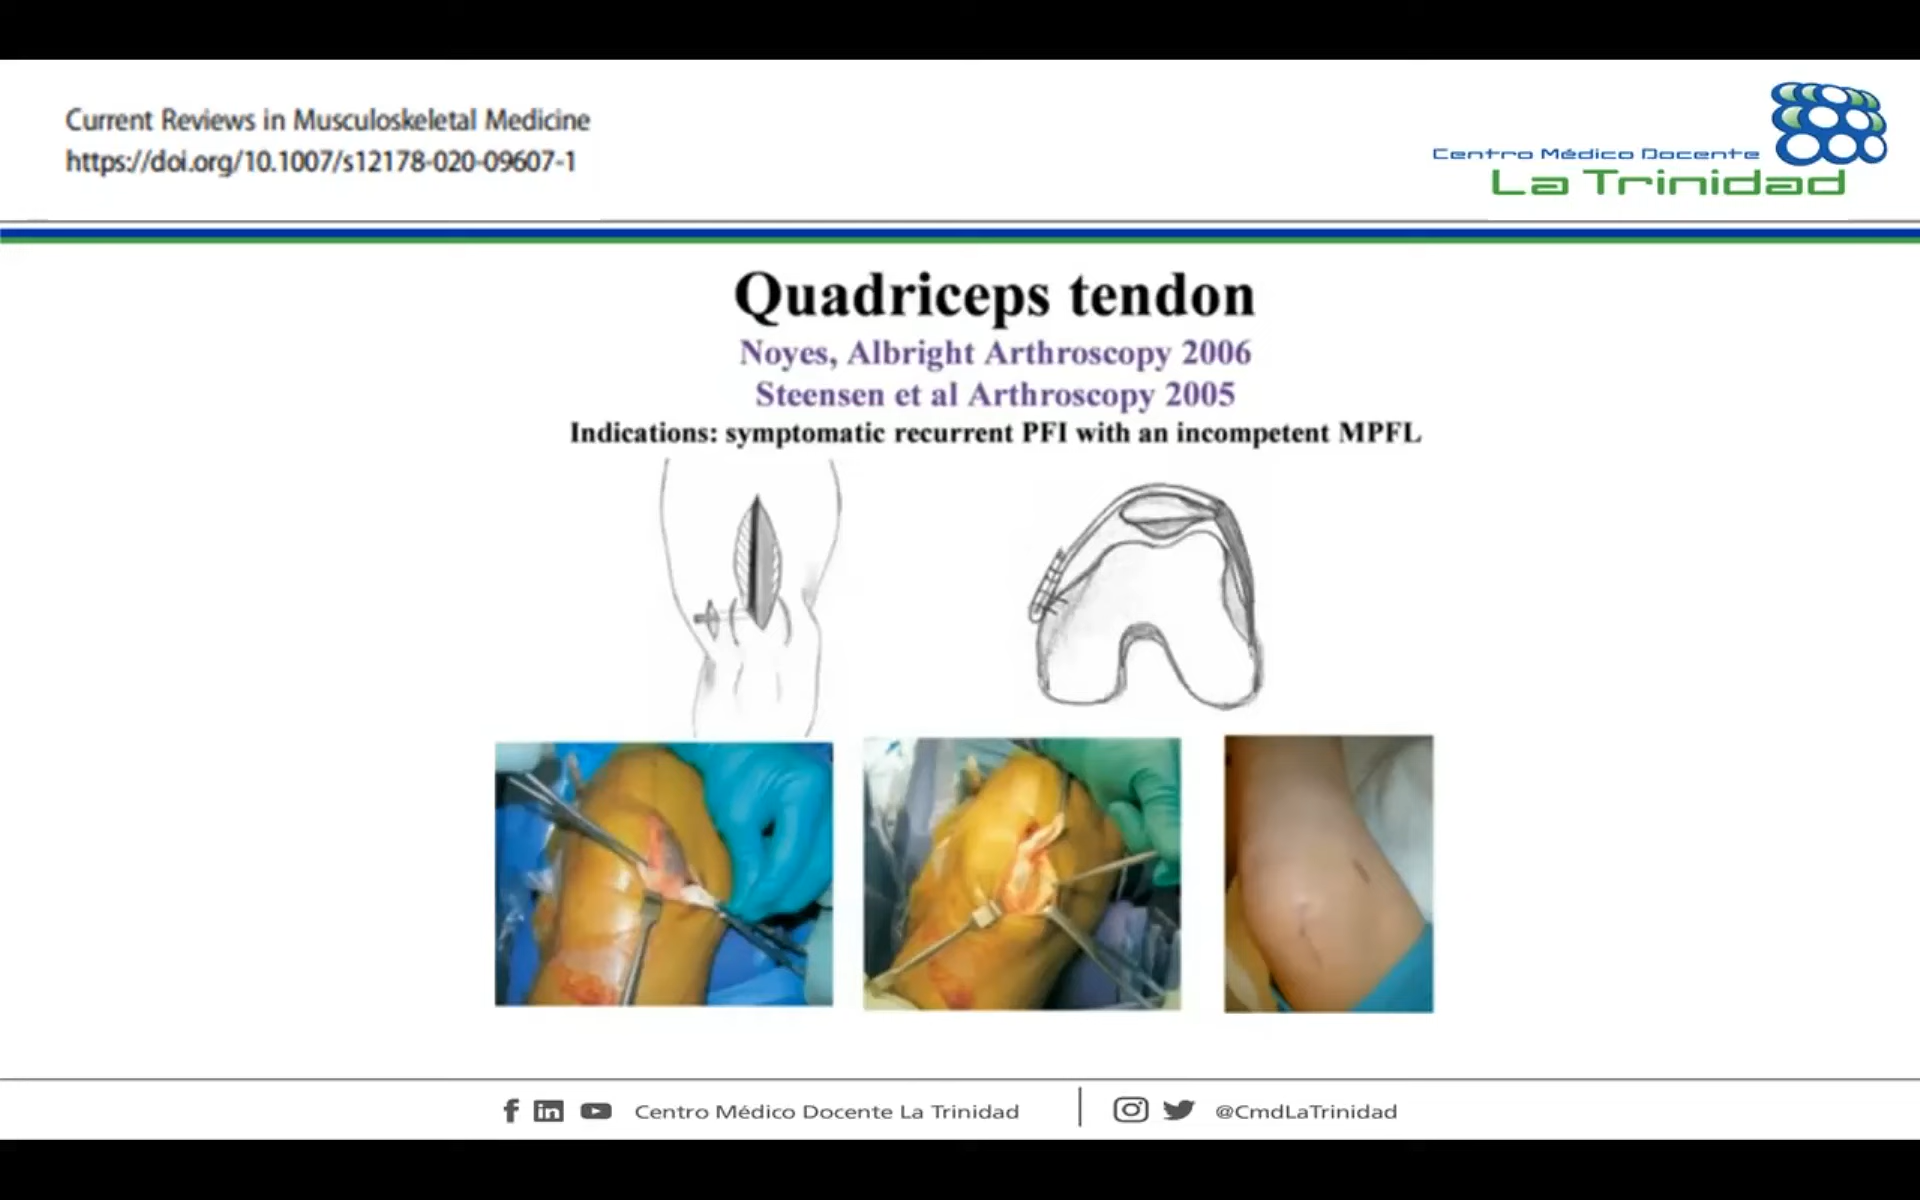 Current Reviews in Musculoskeletal Medicine
https://doi.org/10.1007/s12178-020-09607-1
Centro Médico Docente
La Trinidad
Quadriceps tendon
Noyes, Albright Arthroscopy 2006
Steensen et al Arthroscopy 2005
Indications: symptomatic recurrent PFI with an incompetent MPFL
Centro Médico Docente La Trinidad
@CmdLaTrinidad